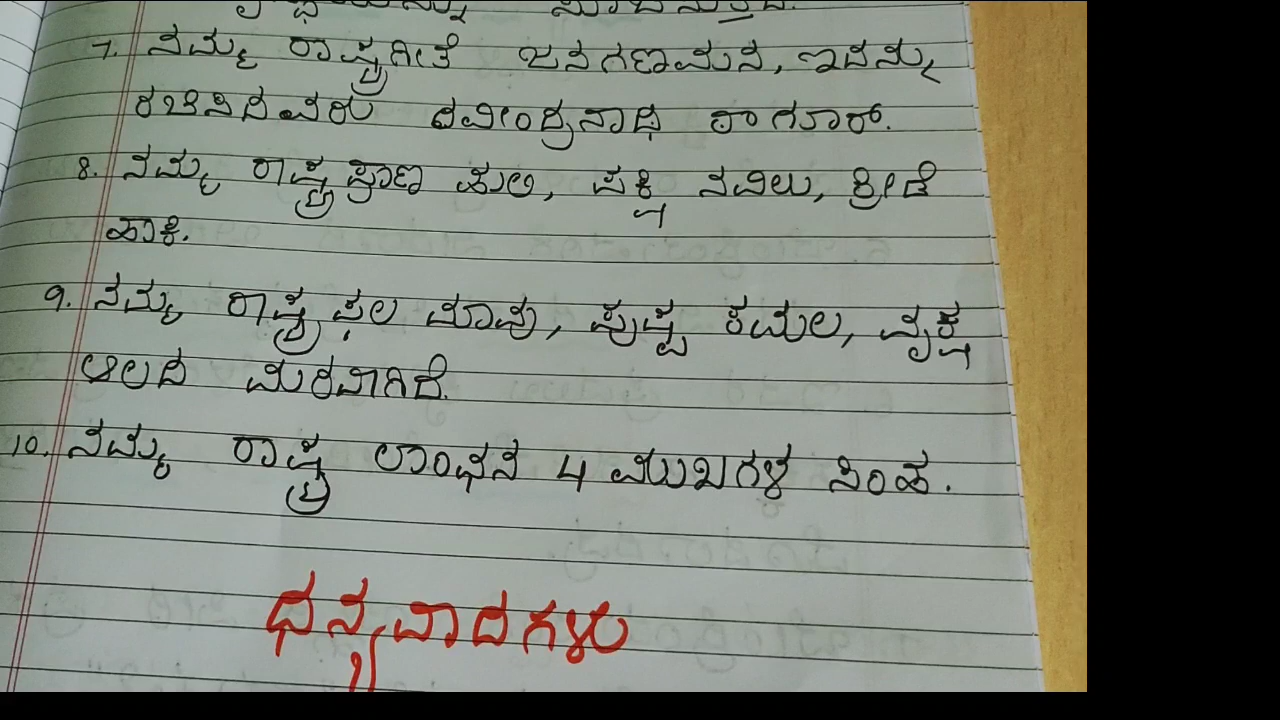 7. ನಮ್ಮ ರಾಷ್ಟ್ರಗೀತೆ ಜನಗಣಮನ, ಇದನ್ನು
ರಚಿಸಿದವರು ರವೀಂದ್ರನಾಥ ಠಾಗೂರ್.
8. ನಮ್ಮ ರಾಷ್ಟ್ರಪ್ರಾಣಿ ಹುಲಿ, ಪಕ್ಷಿ ನವಿಲು, ಕ್ರೀಡೆ
ಹಾಕಿ.
9. ನಮ್ಮ ರಾಷ್ಟ್ರ ಫಲ ಮಾವು, ಪುಷ್ಪ ಕಮಲ, ವೃಕ್ಷ
ಆಲದ ಮರವಾಗಿದೆ.
10. ನಮ್ಮ ರಾಷ್ಟ್ರ ಲಾಂಛನ 4 ಮುಖಗಳ ಸಿಂಹ.
ಧನ್ಯವಾದಗಳು